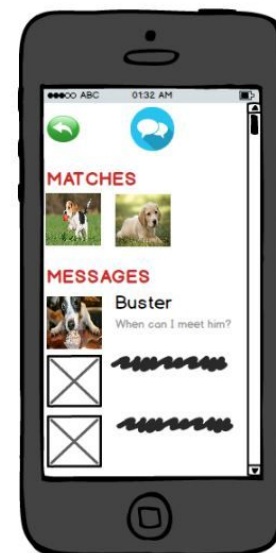 ABC 01:32 AM
MATCHES
MESSAGES
Buster
When can I meet him?